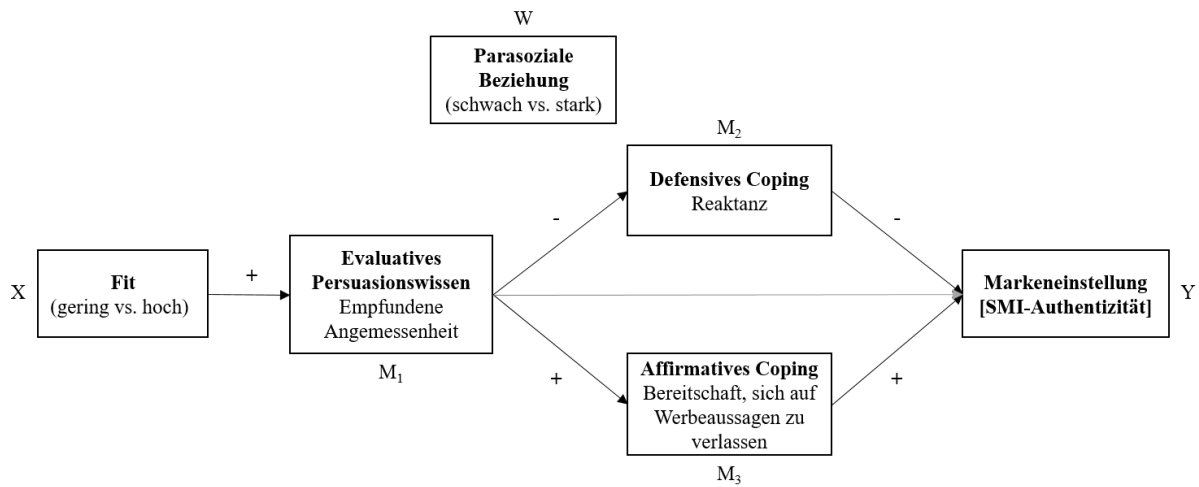 W
Parasoziale
Beziehung
(schwach vs. stark)
M₂
Defensives Coping
Reaktanz
-
-
X
Fit
(gering vs. hoch)
+
Evaluatives
Persuasionswissen
Empfundene
Angemessenheit
M₁
Markeneinstellung
[SMI-Authentizität]
Y
+
+
Affirmatives Coping
Bereitschaft, sich auf
Werbeaussagen zu
verlassen
M₃